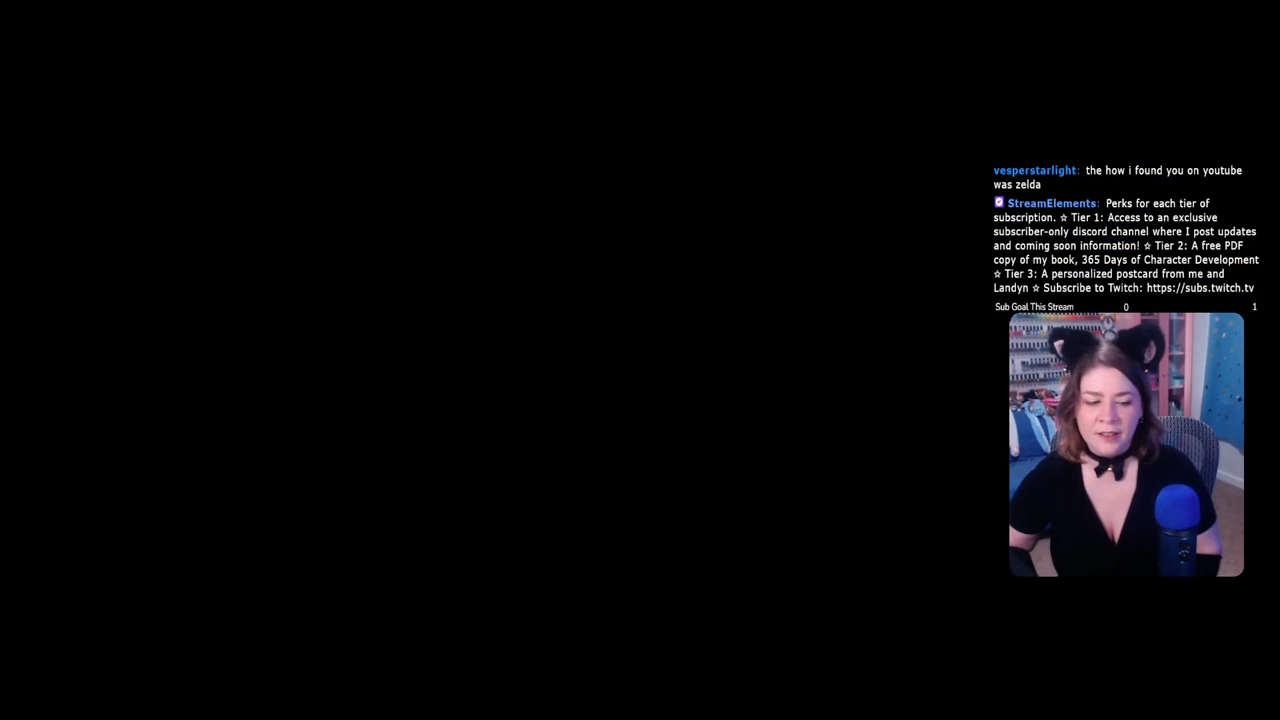 vesperstarlight: the how i found you on youtube
was zelda
StreamElements: Perks for each tier of
subscription. ☆ Tier 1: Access to an exclusive
subscriber-only discord channel where I post updates
and coming soon information! ☆ Tier 2: A free PDF
copy of my book, 365 Days of Character Development
☆ Tier 3: A personalized postcard from me and
Landyn ☆ Subscribe to Twitch: https://subs.twitch.tv
Sub Goal This Stream 0 1